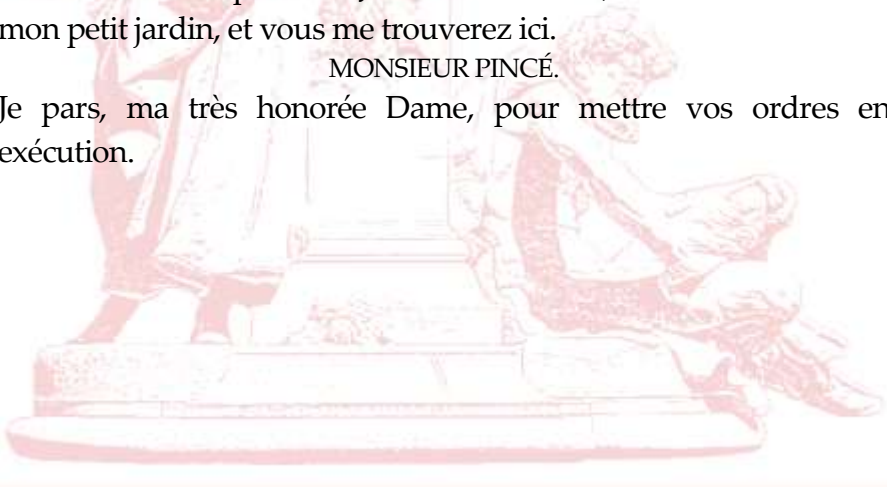 mon petit jardin, et vous me trouverez ici.
MONSIEUR PINCÉ.
Je pars, ma très honorée Dame, pour mettre vos ordres en
exécution.